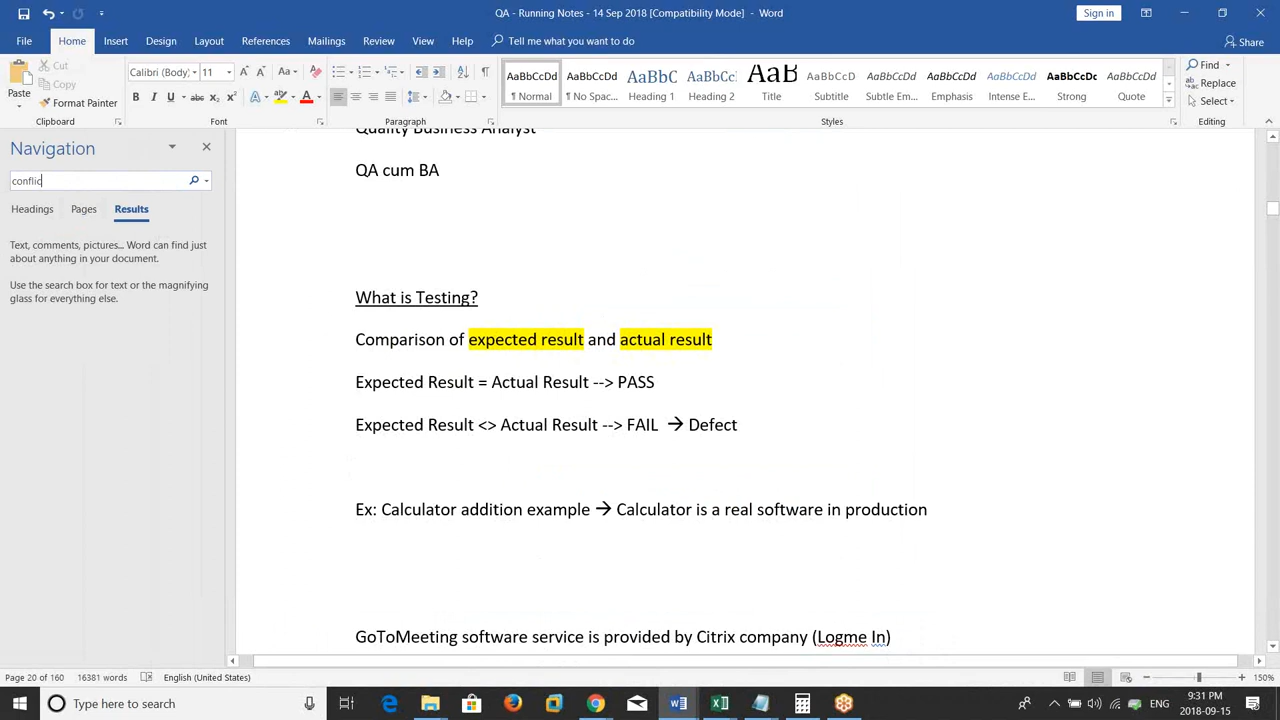 QA - Running Notes - 14 Sep 2018 [Compatibility Mode] - Word
Sign in
File Home Insert Design Layout References Mailings Review View Help Tell me what you want to do Share
Paste
Cut
Copy
Format Painter
Clipboard
Calibri (Body) 11
Font
Paragraph
AaBbCcDd AaBbCcDd AaBbC AaBbCc AaBb AaBbCcD AaBbCcDd AaBbCcDd AaBbCcDd AaBbCcDc AaBbCcDd
¶ Normal ¶ No Spac... Heading 1 Heading 2 Title Subtitle Subtle Em... Emphasis Intense E... Strong Quote
Styles
Find
Replace
Select
Editing
Navigation
conflic
Headings Pages Results
Text, comments, pictures... Word can find just
about anything in your document.
Use the search box for text or the magnifying
glass for everything else.
Quality Business Analyst
QA cum BA
What is Testing?
Comparison of expected result and actual result
Expected Result = Actual Result --> PASS
Expected Result <> Actual Result --> FAIL → Defect
Ex: Calculator addition example → Calculator is a real software in production
GoToMeeting software service is provided by Citrix company (Logme In)
Page 20 of 160 16381 words English (United States) 150%
Type here to search
9:31 PM
2018-09-15